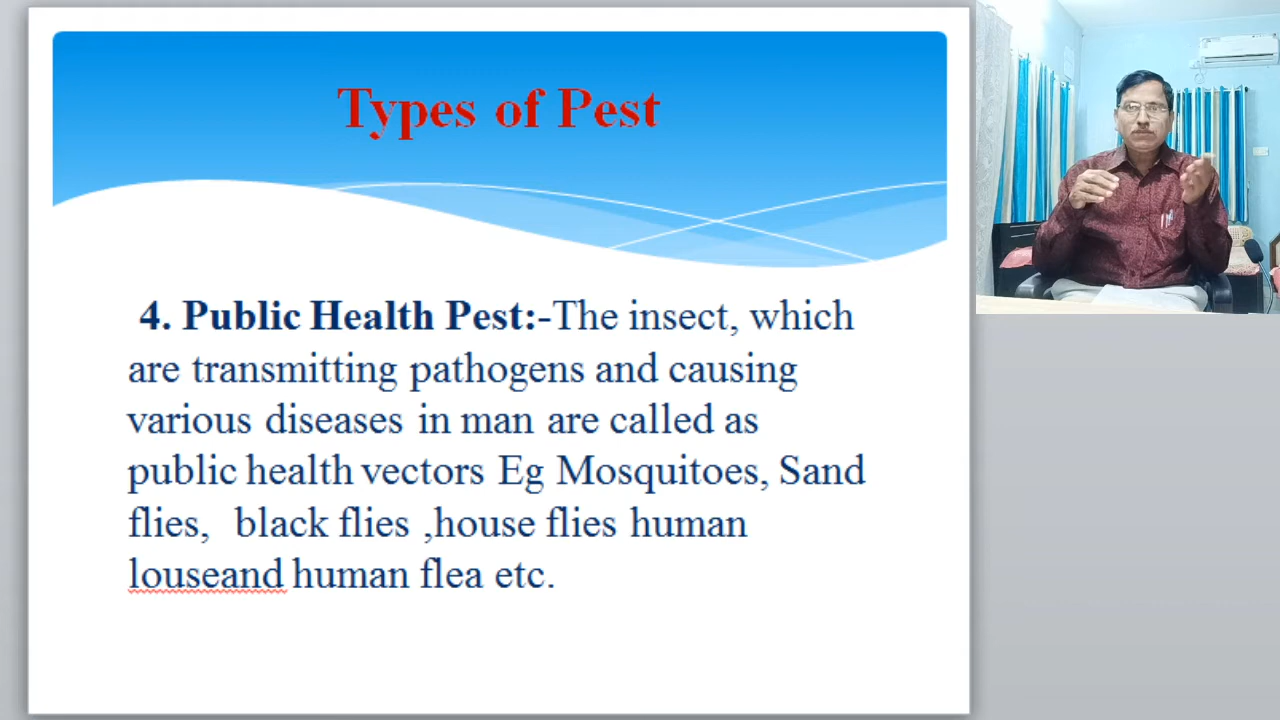 Types of Pest
4. Public Health Pest:-The insect, which
are transmitting pathogens and causing
various diseases in man are called as
public health vectors Eg Mosquitoes, Sand
flies, black flies ,house flies human
louseand human flea etc.